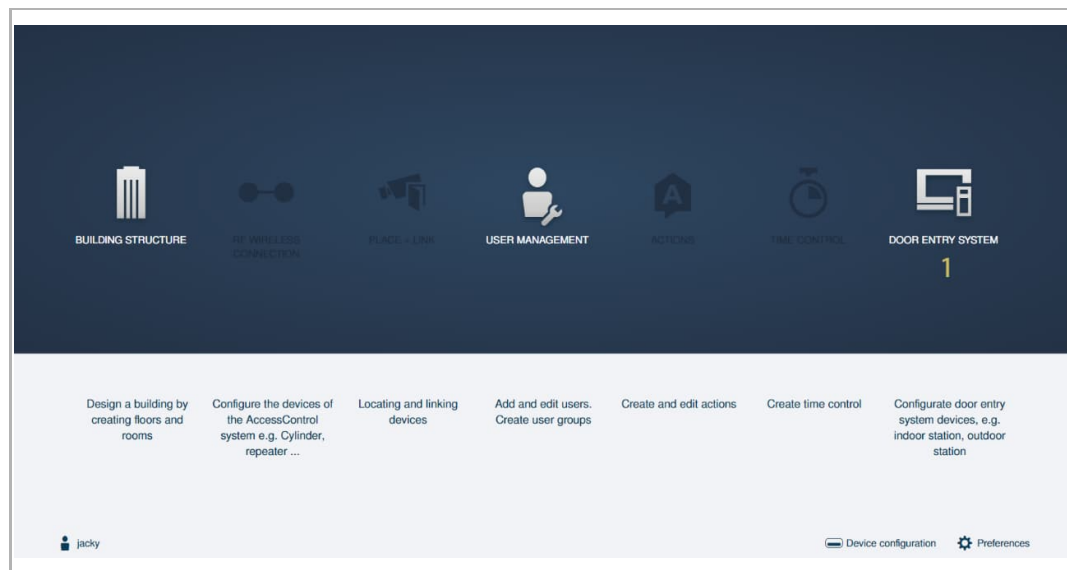 BUILDING STRUCTURE
RF WIRELESS
CONNECTION
PLACE + LINK
USER MANAGEMENT
ACTIONS
TIME CONTROL
DOOR ENTRY SYSTEM
1
Design a building by
creating floors and
rooms
Configure the devices of
the AccessControl
system e.g. Cylinder,
repeater ...
Locating and linking
devices
Add and edit users.
Create user groups
Create and edit actions
Create time control
Configurate door entry
system devices, e.g.
indoor station, outdoor
station
jacky
Device configuration
Preferences